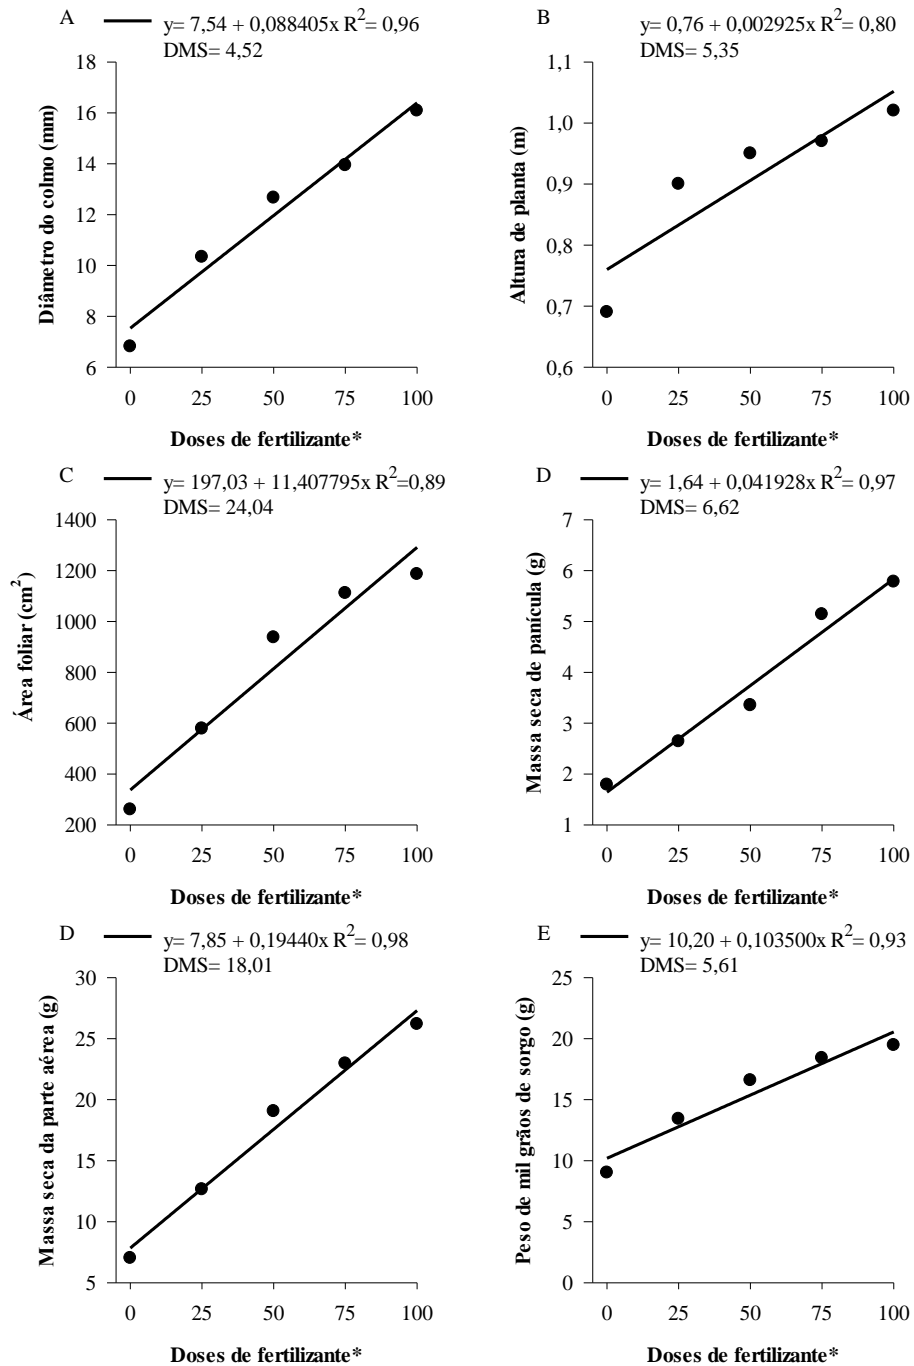 A
y= 7,54 + 0,088405x R²= 0,96
DMS= 4,52
Diâmetro do colmo (mm)
18
16
14
12
10
8
6
0 25 50 75 100
Doses de fertilizante*
B
y= 0,76 + 0,002925x R²= 0,80
DMS= 5,35
Altura de planta (m)
1,1
1,0
0,9
0,8
0,7
0,6
0 25 50 75 100
Doses de fertilizante*
C
y= 197,03 + 11,407795x R²=0,89
DMS= 24,04
Área foliar (cm²)
1400
1200
1000
800
600
400
200
0 25 50 75 100
Doses de fertilizante*
D
y= 1,64 + 0,041928x R²= 0,97
DMS= 6,62
Massa seca de panícula (g)
7
6
5
4
3
2
1
0 25 50 75 100
Doses de fertilizante*
D
y= 7,85 + 0,19440x R²= 0,98
DMS= 18,01
Massa seca da parte aérea (g)
30
25
20
15
10
5
0 25 50 75 100
Doses de fertilizante*
E
y= 10,20 + 0,103500x R²= 0,93
DMS= 5,61
Peso de mil grãos de sorgo (g)
25
20
15
10
5
0
0 25 50 75 100
Doses de fertilizante*